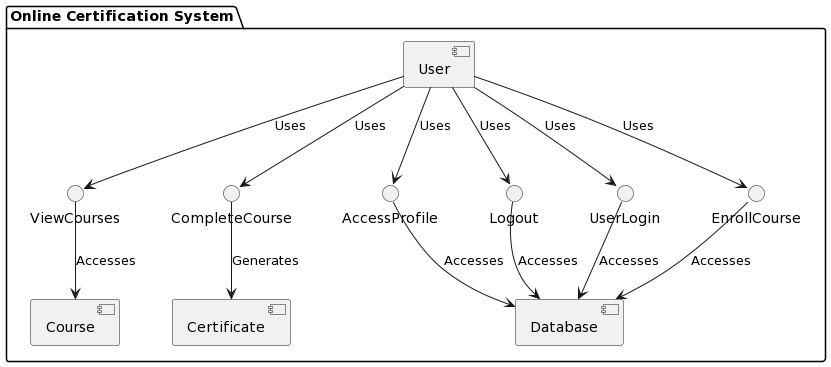 Online Certification System
User
Uses Uses Uses Uses Uses Uses
ViewCourses CompleteCourse AccessProfile Logout UserLogin EnrollCourse
Accesses Generates Accesses Accesses Accesses Accesses
Course Certificate Database